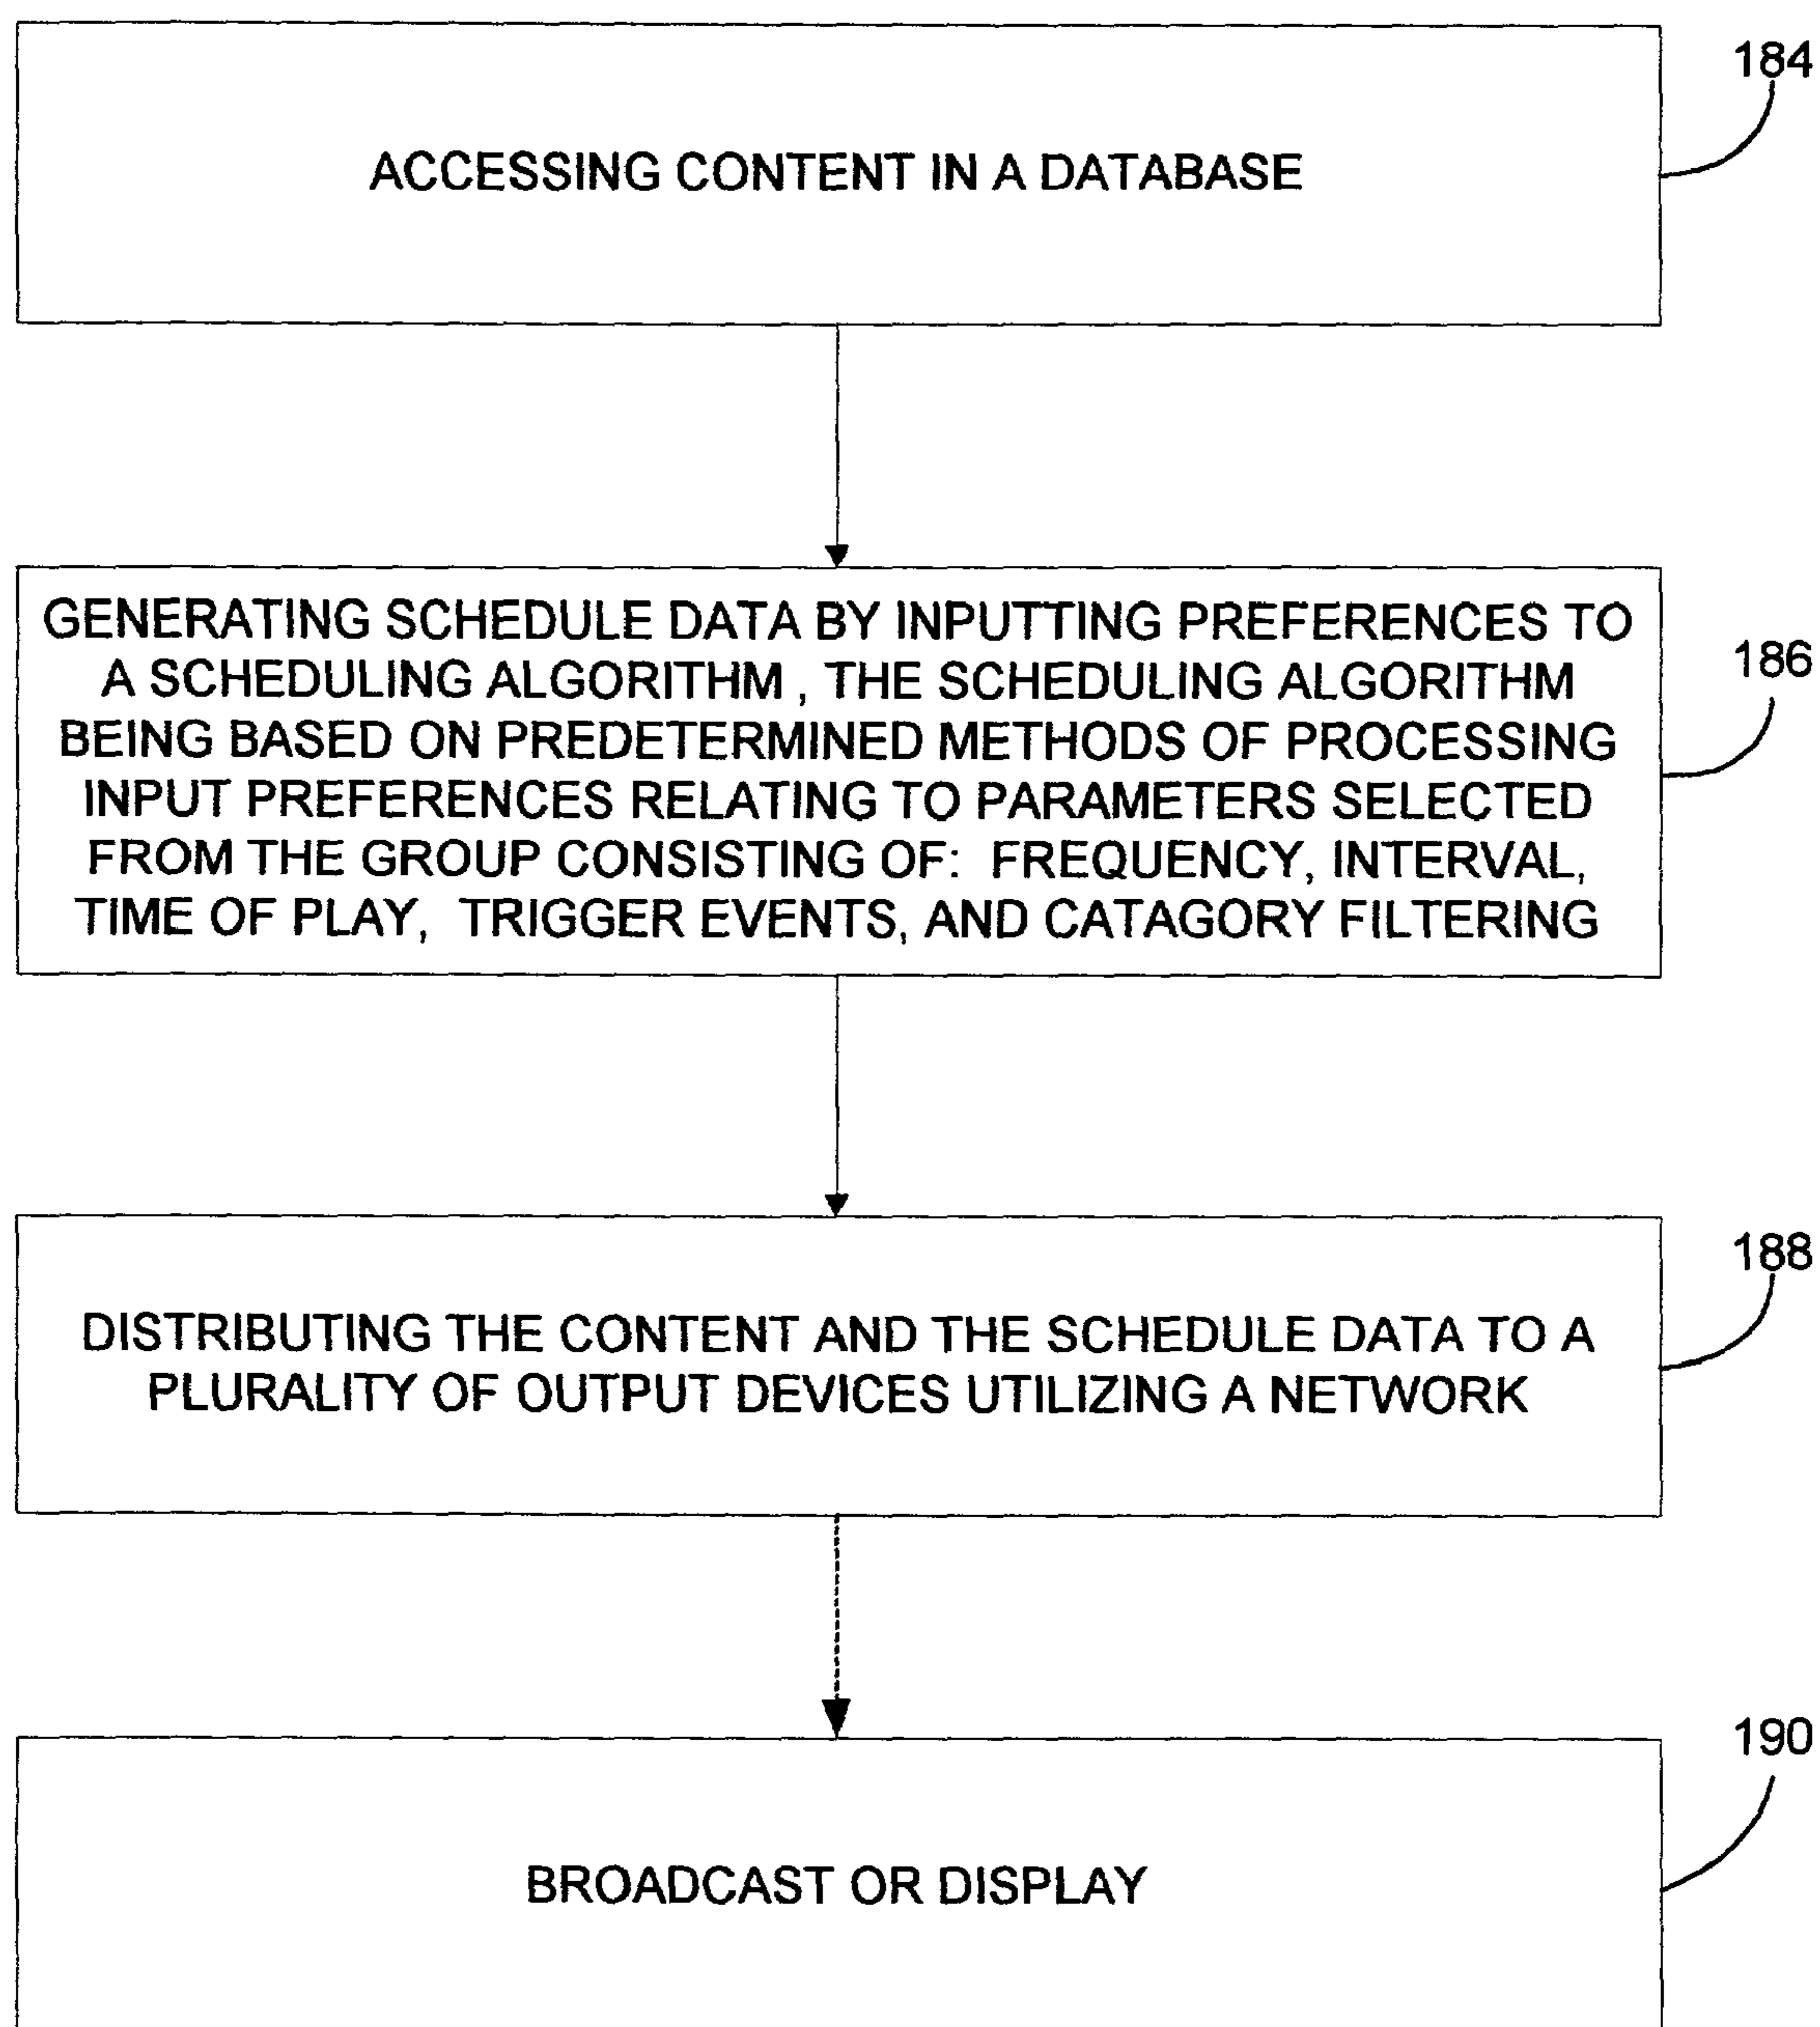 184
ACCESSING CONTENT IN A DATABASE
GENERATING SCHEDULE DATA BY INPUTTING PREFERENCES TO
A SCHEDULING ALGORITHM , THE SCHEDULING ALGORITHM
BEING BASED ON PREDETERMINED METHODS OF PROCESSING
INPUT PREFERENCES RELATING TO PARAMETERS SELECTED
FROM THE GROUP CONSISTING OF: FREQUENCY, INTERVAL,
TIME OF PLAY, TRIGGER EVENTS, AND CATAGORY FILTERING
186
188
DISTRIBUTING THE CONTENT AND THE SCHEDULE DATA TO A
PLURALITY OF OUTPUT DEVICES UTILIZING A NETWORK
190
BROADCAST OR DISPLAY